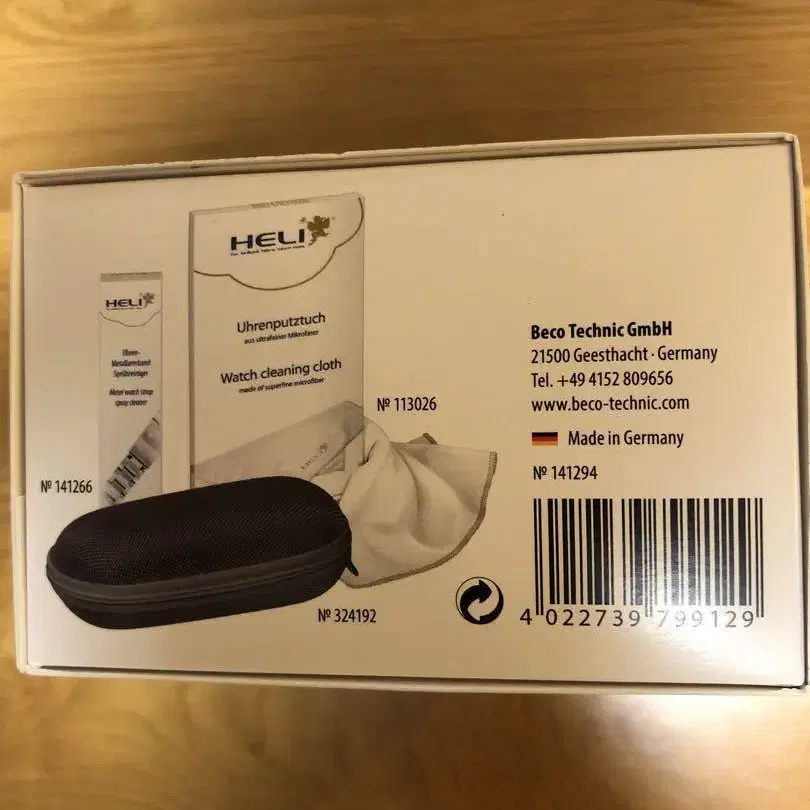 HELI
Uhrenputztuch
aus ultrafeiner Mikrofaser
Watch cleaning cloth
made of superfine microfiber
HELI
Uhren-
Metallarmband
Sprühreiniger
Metal watch strap
spray cleaner
№ 113026
№ 141266
HELI
№ 324192
Beco Technic GmbH
21500 Geesthacht · Germany
Tel. +49 4152 809656
www.beco-technic.com
Made in Germany
№ 141294
4 022739 799129